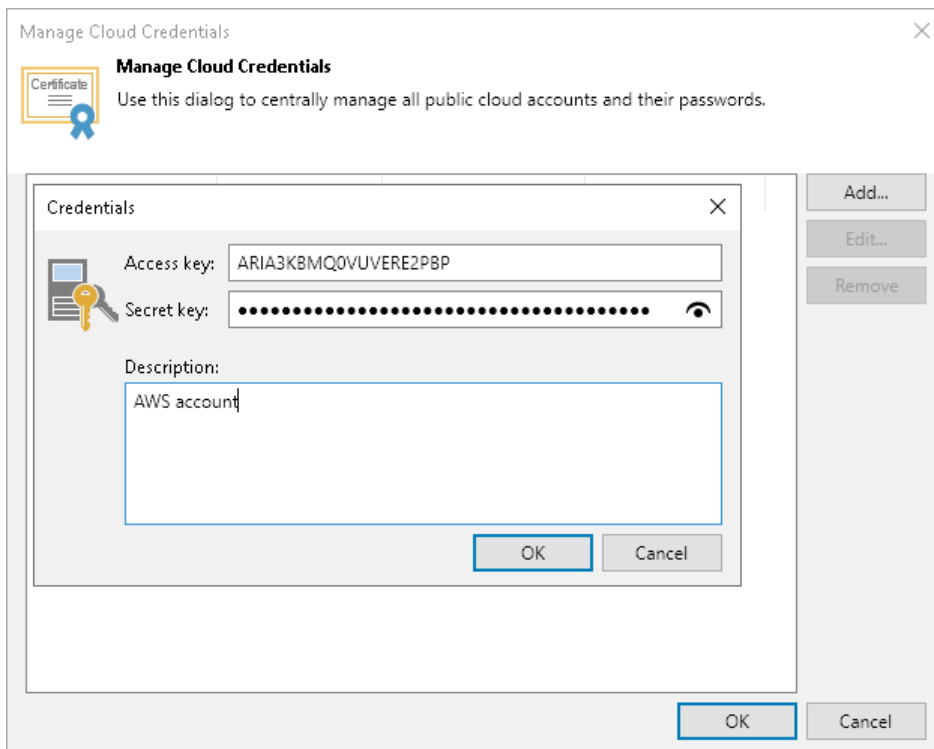 Manage Cloud Credentials
Manage Cloud Credentials
Certificate
Use this dialog to centrally manage all public cloud accounts and their passwords.
Add...
Edit...
Remove
Credentials
Access key: ARIA3KBMQ0VUVERE2PBP
Secret key: ••••••••••••••••••••••••••••••••••••••
Description:
AWS account
OK Cancel
OK Cancel